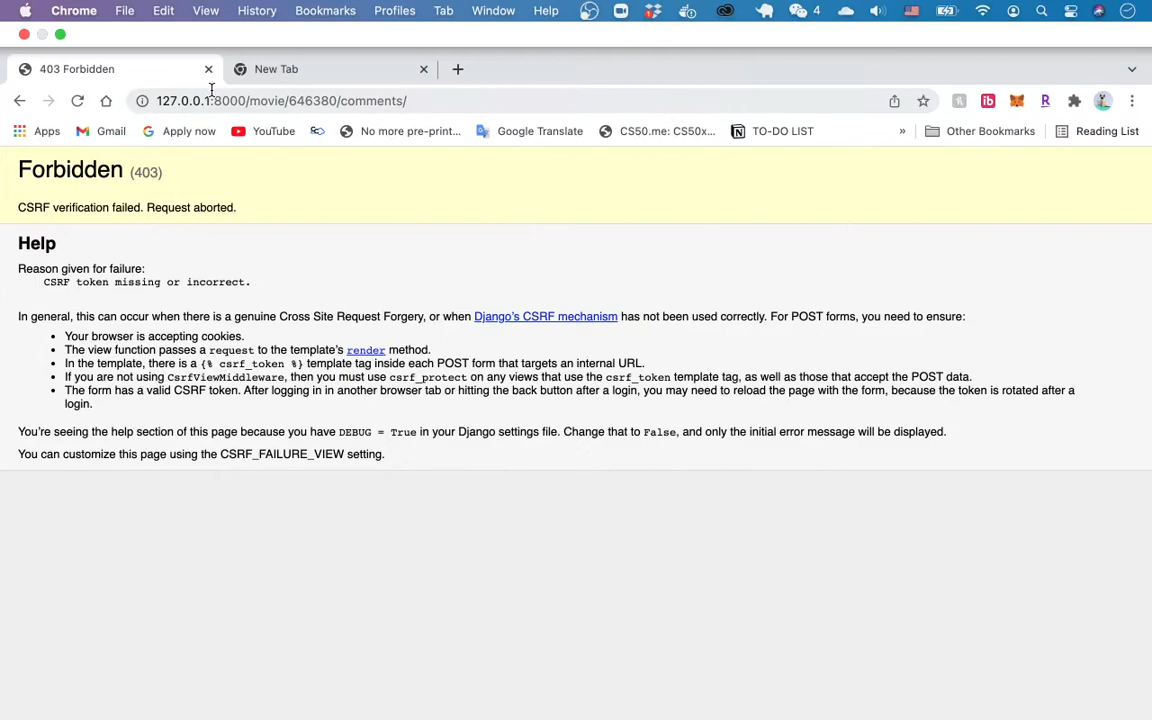 Chrome File Edit View History Bookmarks Profiles Tab Window Help 4
403 Forbidden New Tab
127.0.0.1:8000/movie/646380/comments/
Apps Gmail Apply now YouTube No more pre-print... Google Translate CS50.me: CS50x... TO-DO LIST » Other Bookmarks Reading List
Forbidden (403)
CSRF verification failed. Request aborted.
Help
Reason given for failure:
CSRF token missing or incorrect.
In general, this can occur when there is a genuine Cross Site Request Forgery, or when Django's CSRF mechanism has not been used correctly. For POST forms, you need to ensure:
• Your browser is accepting cookies.
• The view function passes a request to the template's render method.
• In the template, there is a {% csrf_token %} template tag inside each POST form that targets an internal URL.
• If you are not using CsrfViewMiddleware, then you must use csrf_protect on any views that use the csrf_token template tag, as well as those that accept the POST data.
• The form has a valid CSRF token. After logging in in another browser tab or hitting the back button after a login, you may need to reload the page with the form, because the token is rotated after a
login.
You're seeing the help section of this page because you have DEBUG = True in your Django settings file. Change that to False, and only the initial error message will be displayed.
You can customize this page using the CSRF_FAILURE_VIEW setting.